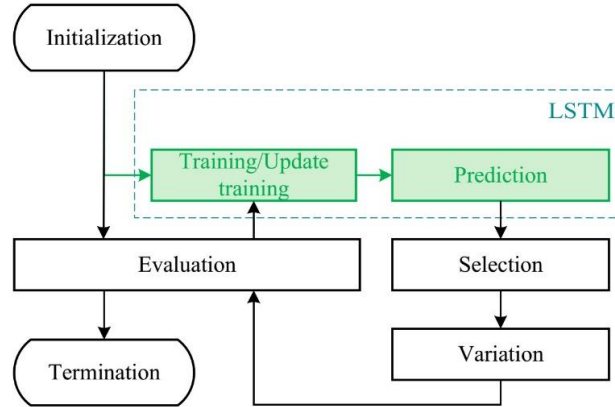 Initialization
LSTM
Training/Update
training
Prediction
Evaluation
Selection
Termination
Variation